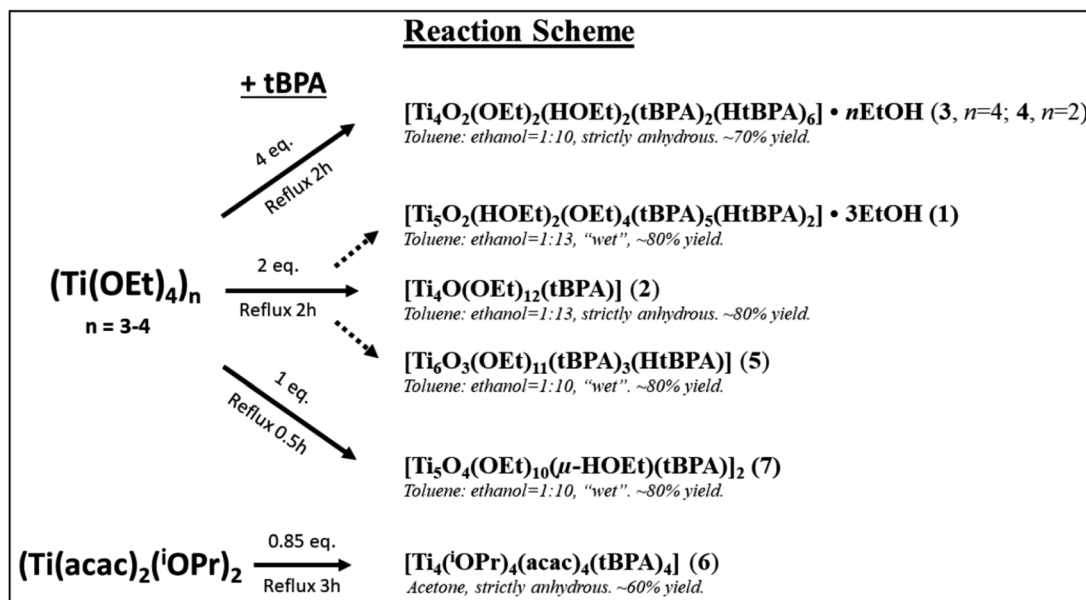 Reaction Scheme
+ tBPA
4 eq.
Reflux 2h
[Ti₄O₂(OEt)₂(HOEt)₂(tBPA)₂(HtBPA)₆] • nEtOH (3, n=4; 4, n=2)
Toluene: ethanol=1:10, strictly anhydrous. ~70% yield.
[Ti₅O₂(HOEt)₂(OEt)₄(tBPA)₅(HtBPA)₂] • 3EtOH (1)
Toluene: ethanol=1:13, “wet”, ~80% yield.
(Ti(OEt)₄)ₙ
n = 3-4
2 eq.
Reflux 2h
[Ti₄O(OEt)₁₂(tBPA)] (2)
Toluene: ethanol=1:13, strictly anhydrous. ~80% yield.
[Ti₆O₃(OEt)₁₁(tBPA)₃(HtBPA)] (5)
Toluene: ethanol=1:10, “wet”. ~80% yield.
1 eq.
Reflux 0.5h
[Ti₅O₄(OEt)₁₀(μ-HOEt)(tBPA)]₂ (7)
Toluene: ethanol=1:10, “wet”. ~80% yield.
(Ti(acac)₂(ⁱOPr)₂
0.85 eq.
Reflux 3h
[Ti₄(ⁱOPr)₄(acac)₄(tBPA)₄] (6)
Acetone, strictly anhydrous. ~60% yield.